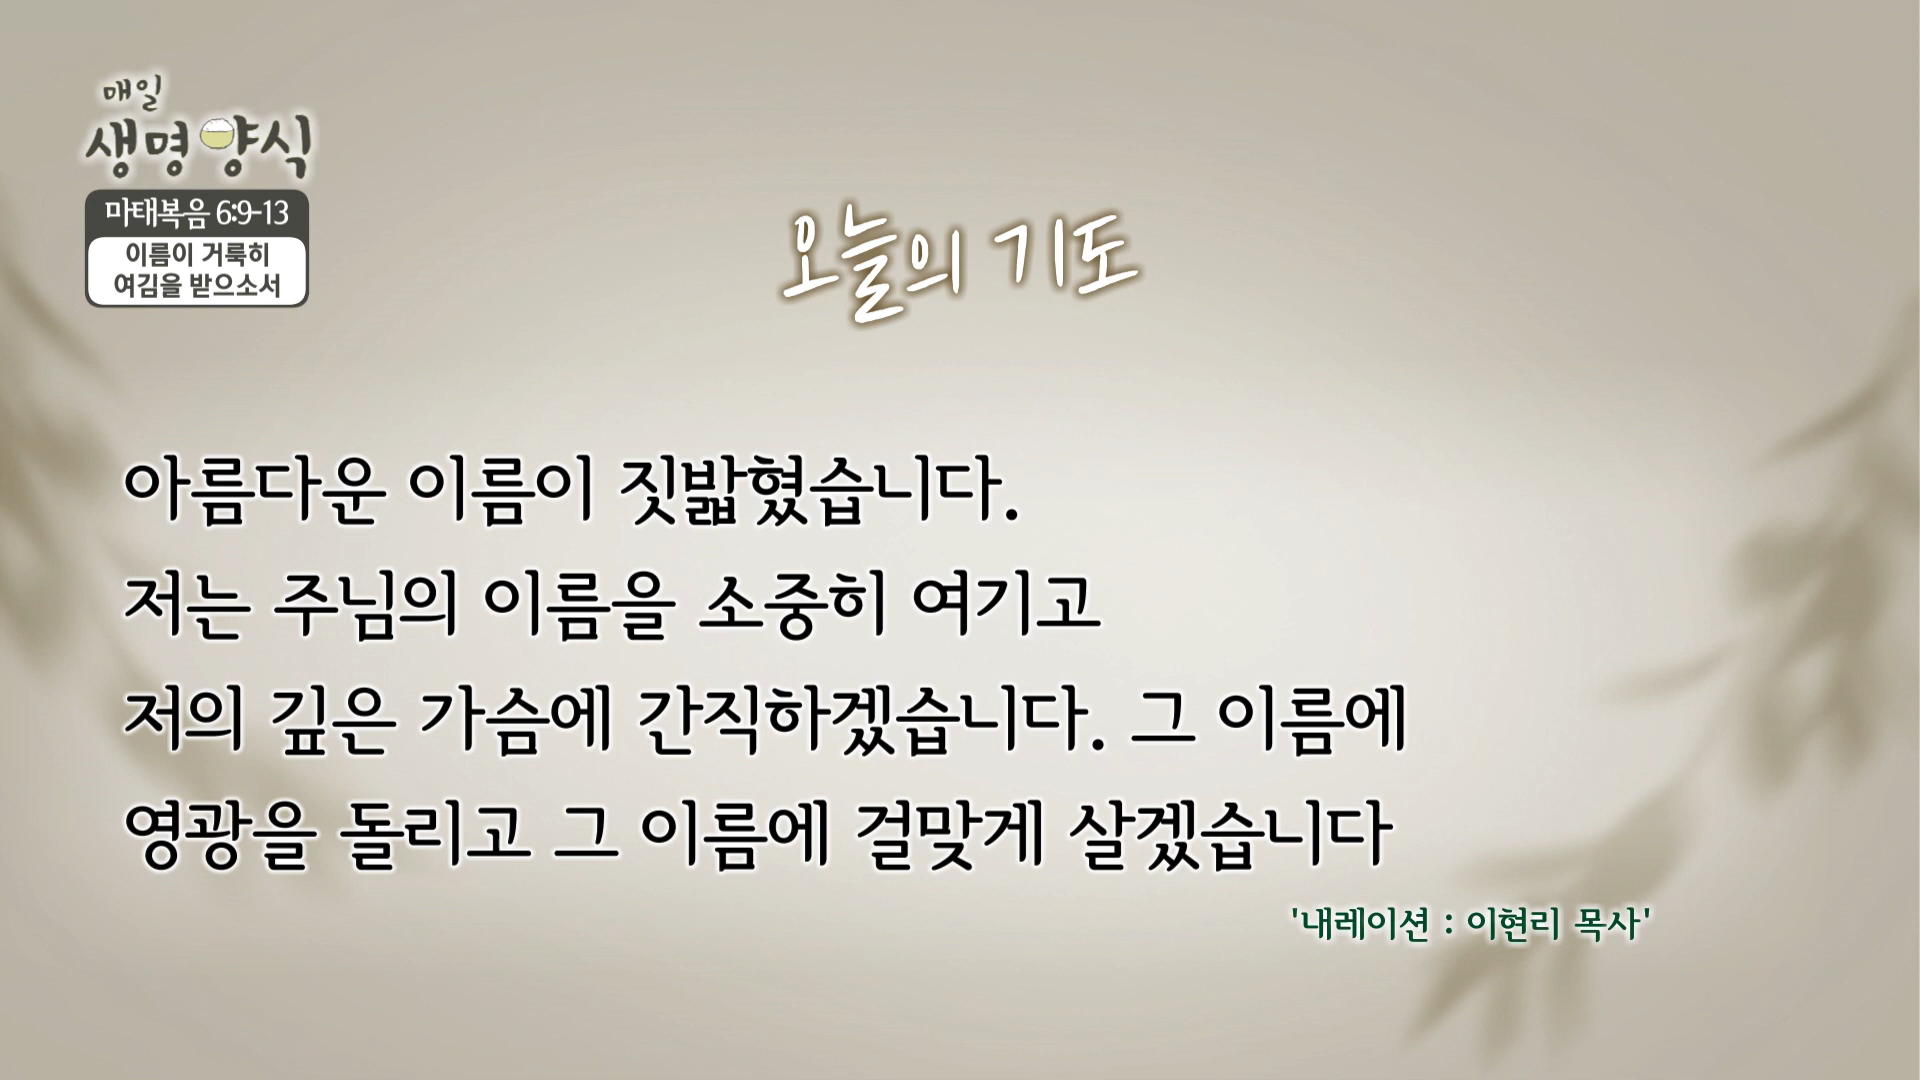 매일
생명양식
마태복음 6:9-13
이름이 거룩히
여김을 받으소서
오늘의 기도
아름다운 이름이 짓밟혔습니다.
저는 주님의 이름을 소중히 여기고
저의 깊은 가슴에 간직하겠습니다. 그 이름에
영광을 돌리고 그 이름에 걸맞게 살겠습니다
'내레이션 : 이현리 목사'